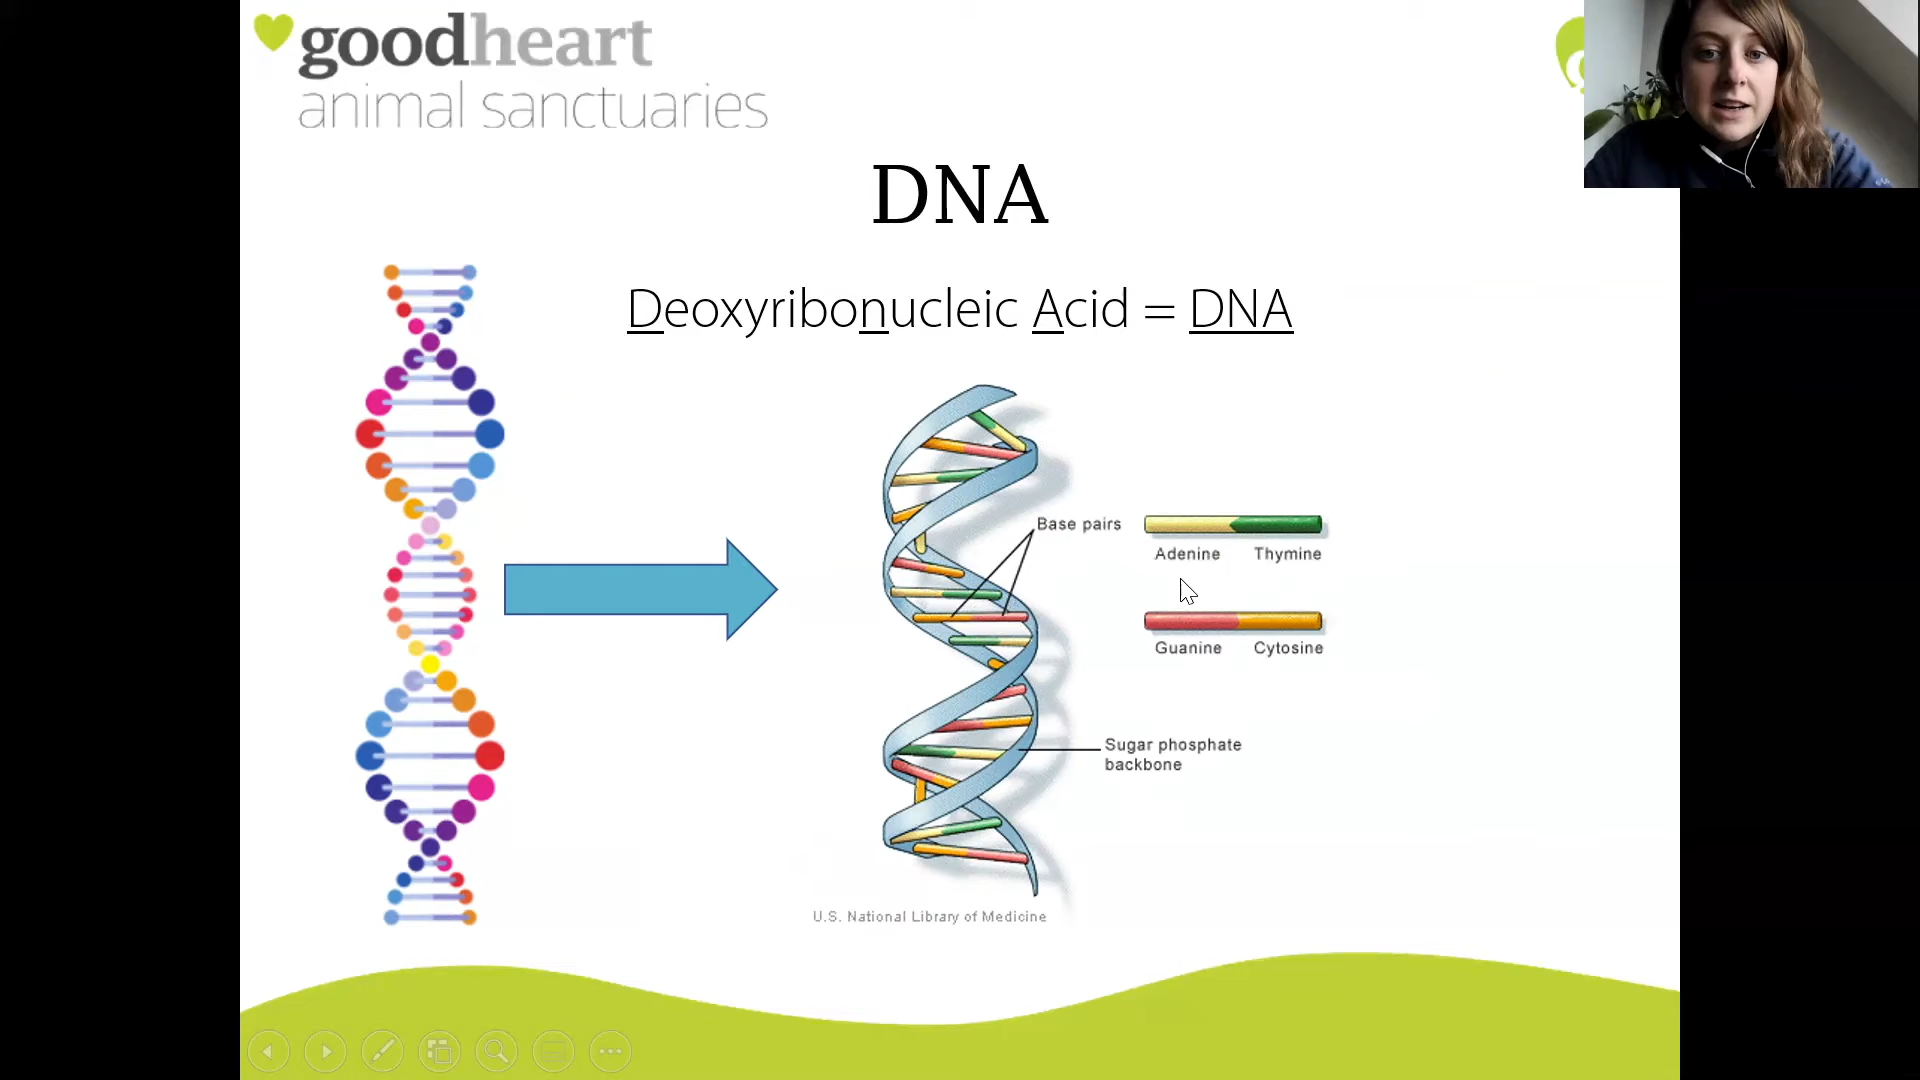 goodheart
animal sanctuaries
DNA
Deoxyribonucleic Acid = DNA
Base pairs
Adenine Thymine
Guanine Cytosine
Sugar phosphate
backbone
U.S. National Library of Medicine